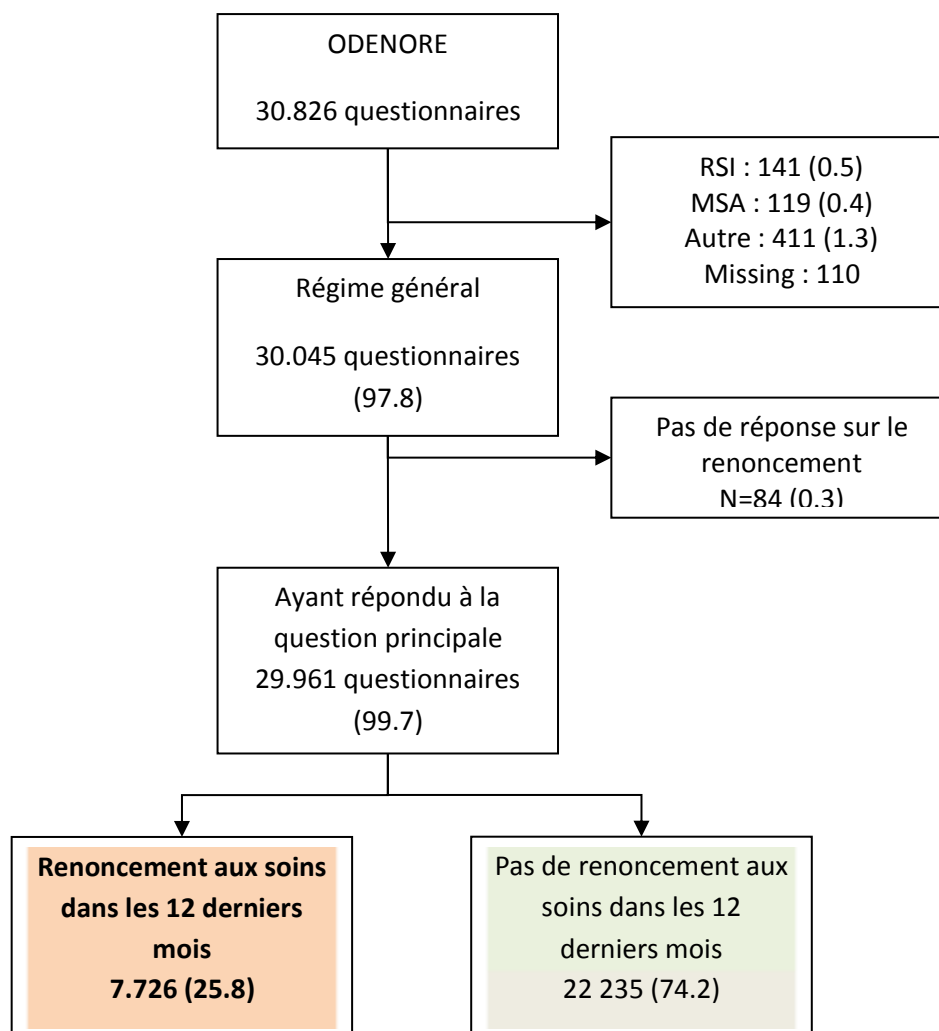 ODENORE
30.826 questionnaires
RSI : 141 (0.5)
MSA : 119 (0.4)
Autre : 411 (1.3)
Missing : 110
Régime général
30.045 questionnaires
(97.8)
Pas de réponse sur le
renoncement
N=84 (0.3)
Ayant répondu à la
question principale
29.961 questionnaires
(99.7)
Renoncement aux soins
dans les 12 derniers
mois
7.726 (25.8)
Pas de renoncement aux
soins dans les 12
derniers mois
22 235 (74.2)